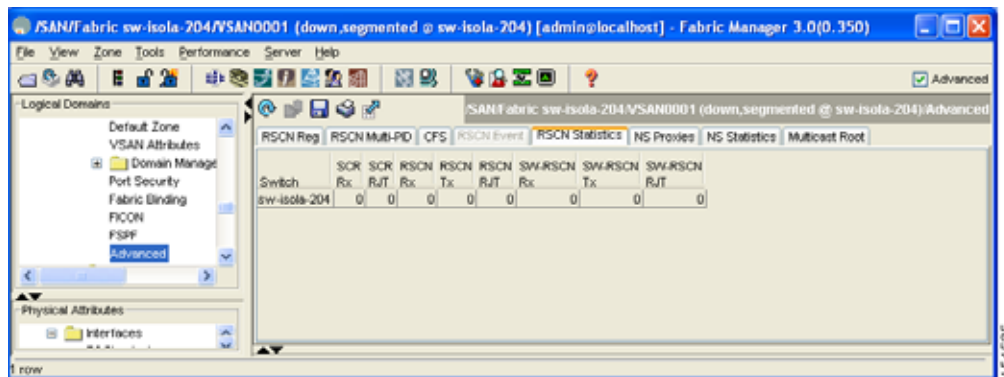 /SAN/Fabric sw-isola-204/VSAN0001 (down,segmented @ sw-isola-204) [admin@localhost] - Fabric Manager 3.0(0.350)
File View Zone Tools Performance Server Help
Advanced
Logical Domains
/SAN/Fabric sw-isola-204/VSAN0001 (down,segmented @ sw-isola-204)/Advanced
Default Zone
VSAN Attributes
Domain Manage
Port Security
Fabric Binding
FICON
FSPF
Advanced
RSCN Reg RSCN Multi-PID CFS RSCN Event RSCN Statistics NS Proxies NS Statistics Multicast Root
SCR SCR RSCN RSCN RSCN SW-RSCN SW-RSCN SW-RSCN
Switch Rx RJT Rx Tx RJT Rx Tx RJT
sw-isola-204 0 0 0 0 0 0 0 0
Physical Attributes
Interfaces
1 row